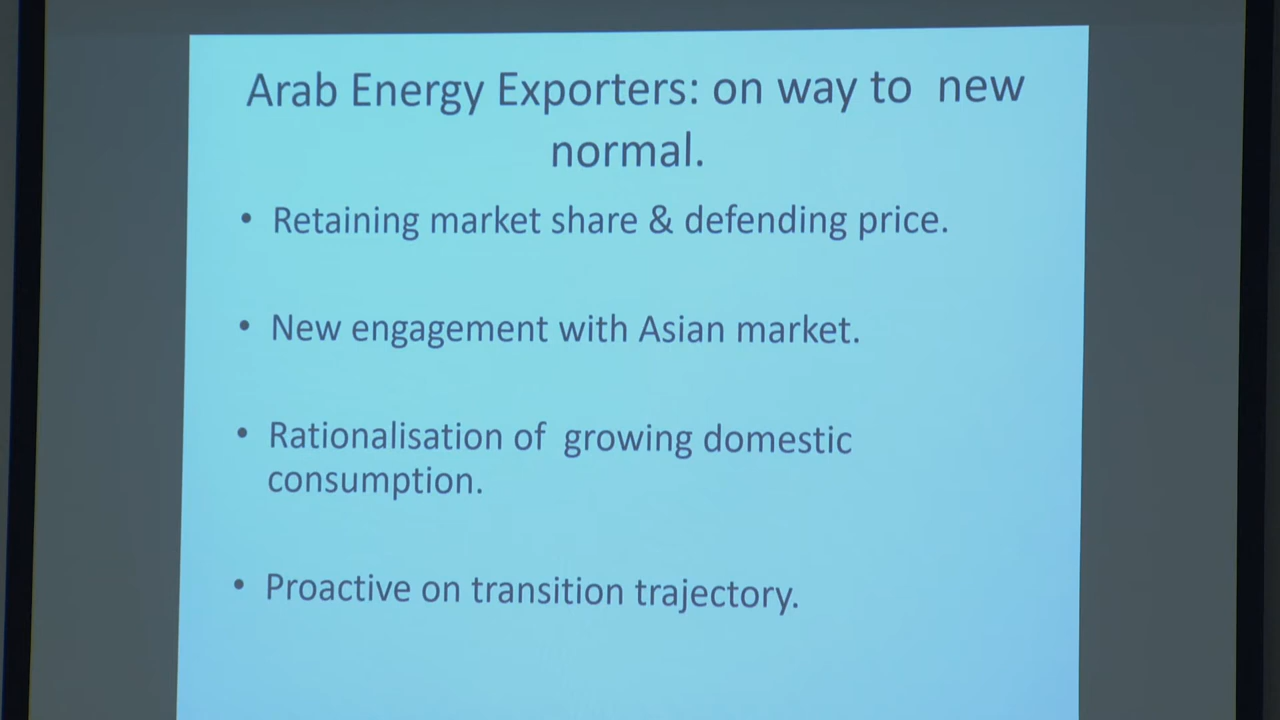 Arab Energy Exporters: on way to  new
normal.
• Retaining market share & defending price.
• New engagement with Asian market.
• Rationalisation of  growing domestic
consumption.
• Proactive on transition trajectory.